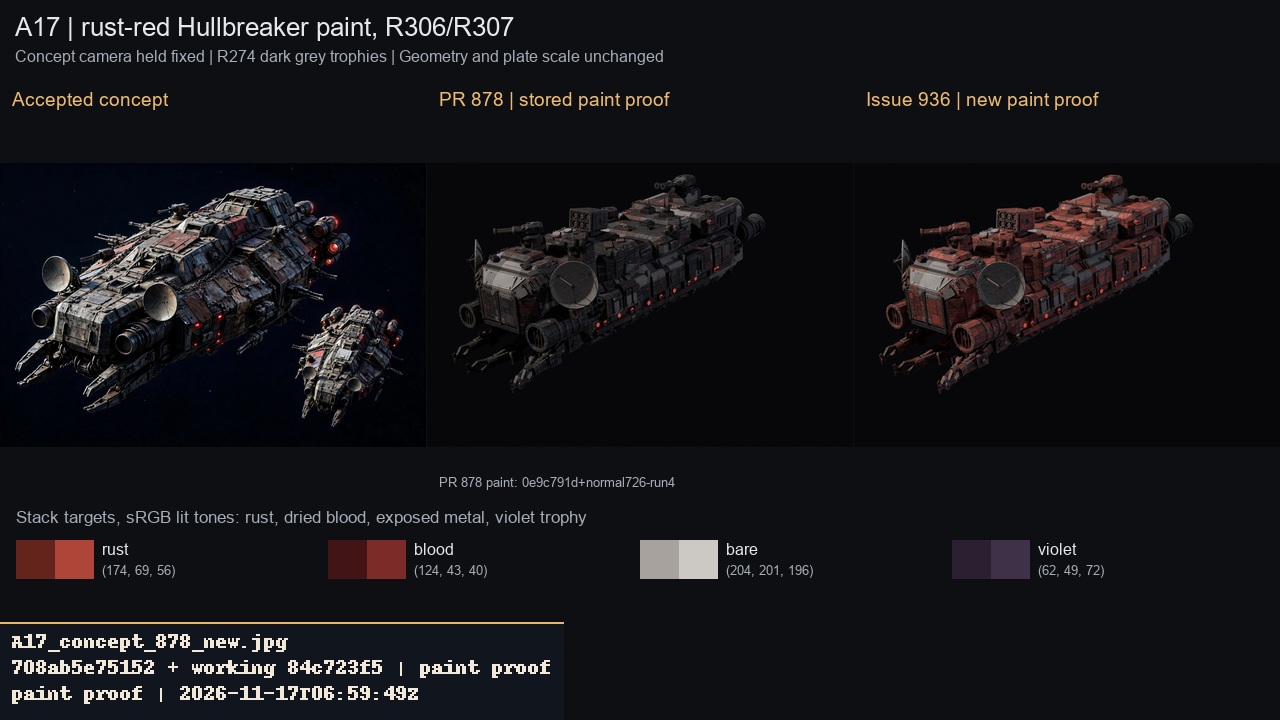 A17 | rust-red Hullbreaker paint, R306/R307
Concept camera held fixed | R274 dark grey trophies | Geometry and plate scale unchanged
Accepted concept
PR 878 | stored paint proof
Issue 936 | new paint proof
PR 878 paint: 0e9c791d+normal726-run4
Stack targets, sRGB lit tones: rust, dried blood, exposed metal, violet trophy
rust
(174, 69, 56)
blood
(124, 43, 40)
bare
(204, 201, 196)
violet
(62, 49, 72)
A17_concept_878_new.jpg
708ab5e75152 + working 84c723f5 | paint proof
paint proof | 2026-11-17T06:59:49Z